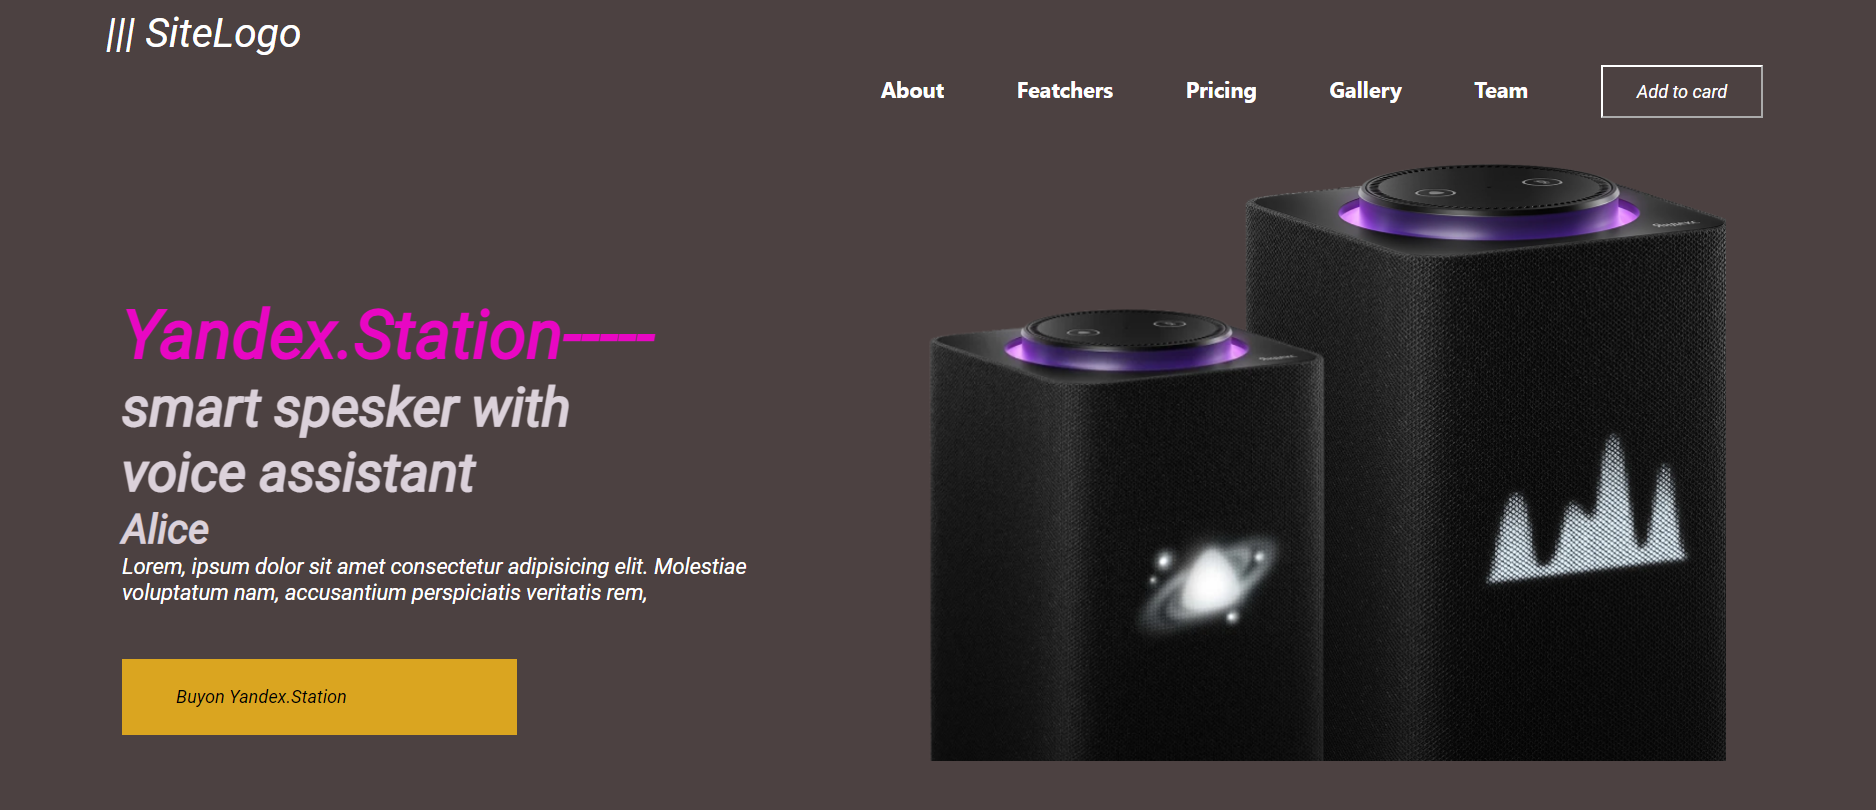 ||| SiteLogo
About Featchers Pricing Gallery Team Add to card
Yandex.Station-----
smart spesker with
voice assistant
Alice
Lorem, ipsum dolor sit amet consectetur adipisicing elit. Molestiae
voluptatum nam, accusantium perspiciatis veritatis rem,
Buyon Yandex.Station